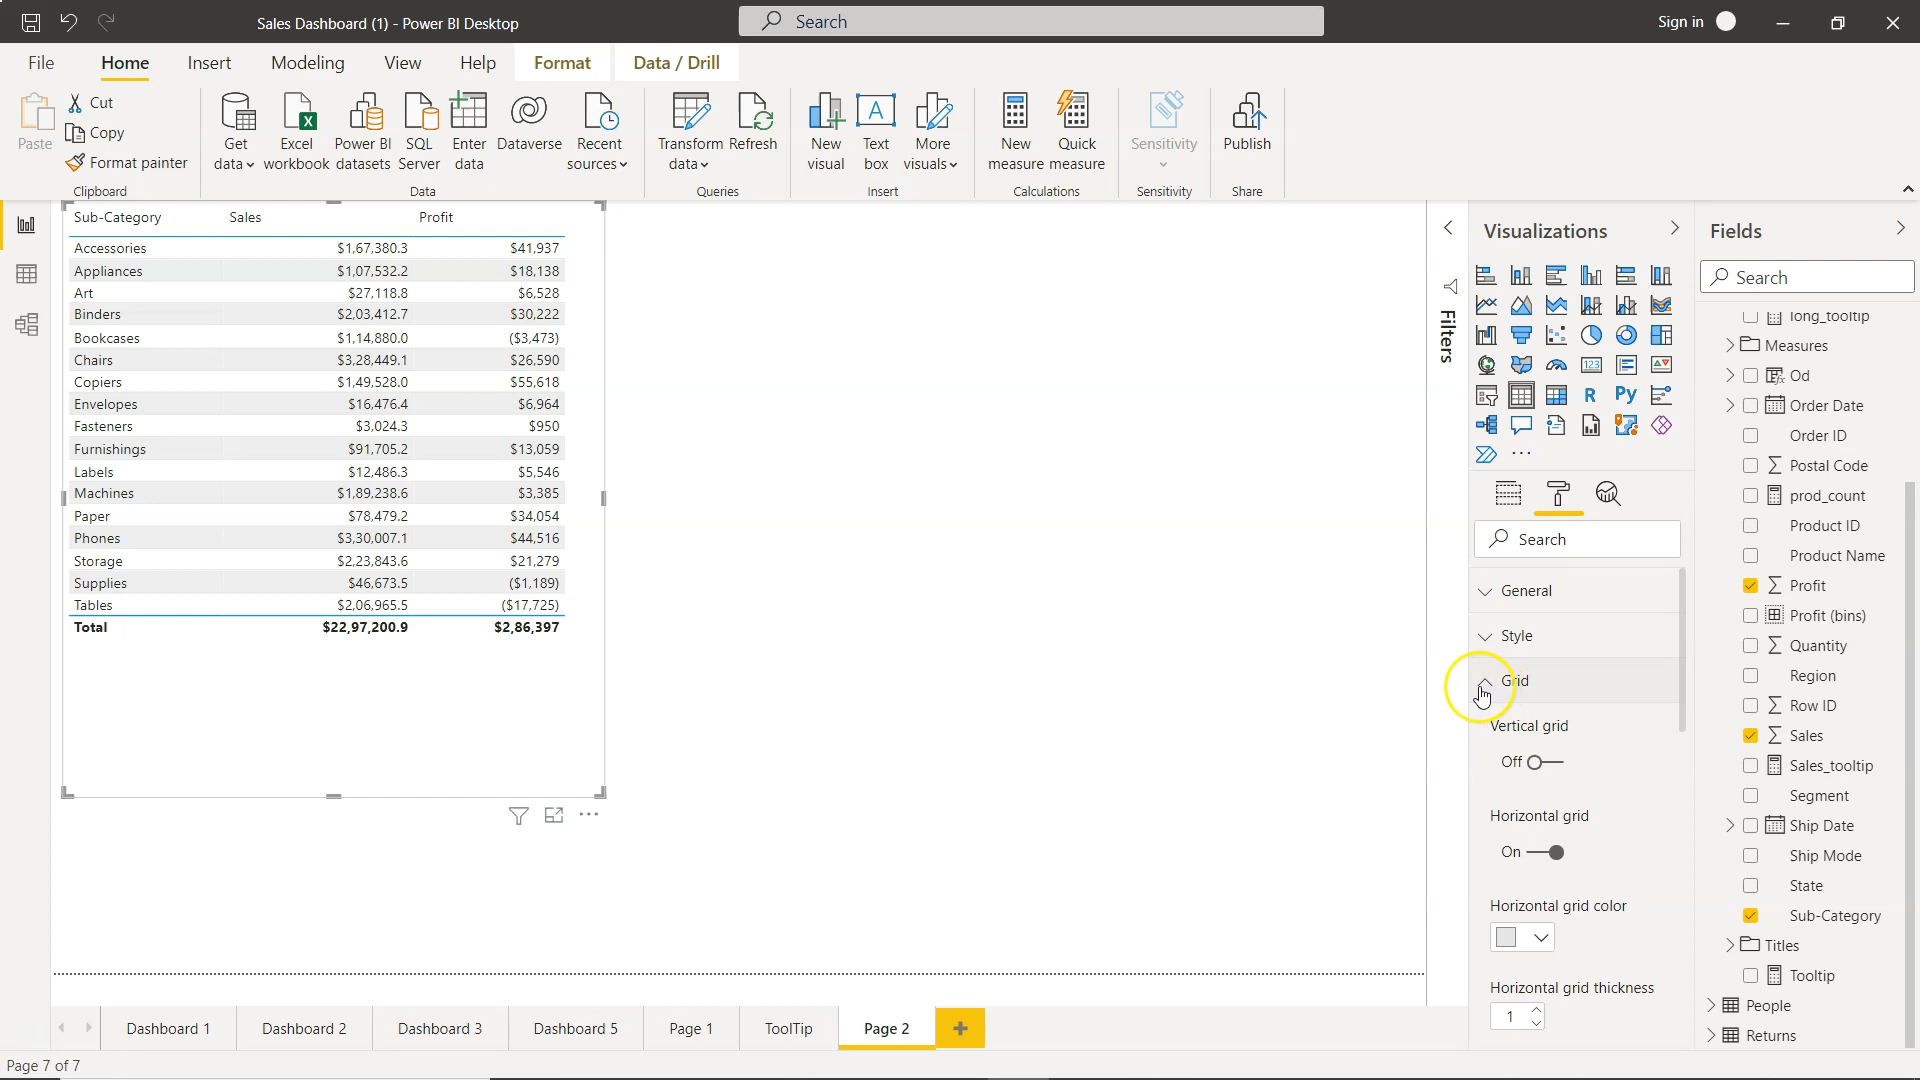 Sales Dashboard (1) - Power BI Desktop
Search
Sign in
File
Home
Insert
Modeling
View
Help
Format
Data / Drill
Paste
Cut
Copy
Format painter
Clipboard
Get data
Excel workbook
Power BI datasets
SQL Server
Enter data
Dataverse
Recent sources
Data
Transform data
Refresh
Queries
New visual
A
Text box
More visuals
Insert
New measure
Quick measure
Calculations
Sensitivity
Sensitivity
Publish
Share
Sub-Category Sales Profit
Accessories $1,67,380.3 $41,937
Appliances $1,07,532.2 $18,138
Art $27,118.8 $6,528
Binders $2,03,412.7 $30,222
Bookcases $1,14,880.0 ($3,473)
Chairs $3,28,449.1 $26,590
Copiers $1,49,528.0 $55,618
Envelopes $16,476.4 $6,964
Fasteners $3,024.3 $950
Furnishings $91,705.2 $13,059
Labels $12,486.3 $5,546
Machines $1,89,238.6 $3,385
Paper $78,479.2 $34,054
Phones $3,30,007.1 $44,516
Storage $2,23,843.6 $21,279
Supplies $46,673.5 ($1,189)
Tables $2,06,965.5 ($17,725)
Total $22,97,200.9 $2,86,397
Filters
Visualizations
123
R
Py
Search
General
Style
Grid
Vertical grid
Off
Horizontal grid
On
Horizontal grid color
Horizontal grid thickness
1
Fields
Search
long_tooltip
Measures
Od
Order Date
Order ID
Postal Code
prod_count
Product ID
Product Name
Profit
Profit (bins)
Quantity
Region
Row ID
Sales
Sales_tooltip
Segment
Ship Date
Ship Mode
State
Sub-Category
Titles
Tooltip
People
Returns
Dashboard 1
Dashboard 2
Dashboard 3
Dashboard 5
Page 1
ToolTip
Page 2
Page 7 of 7